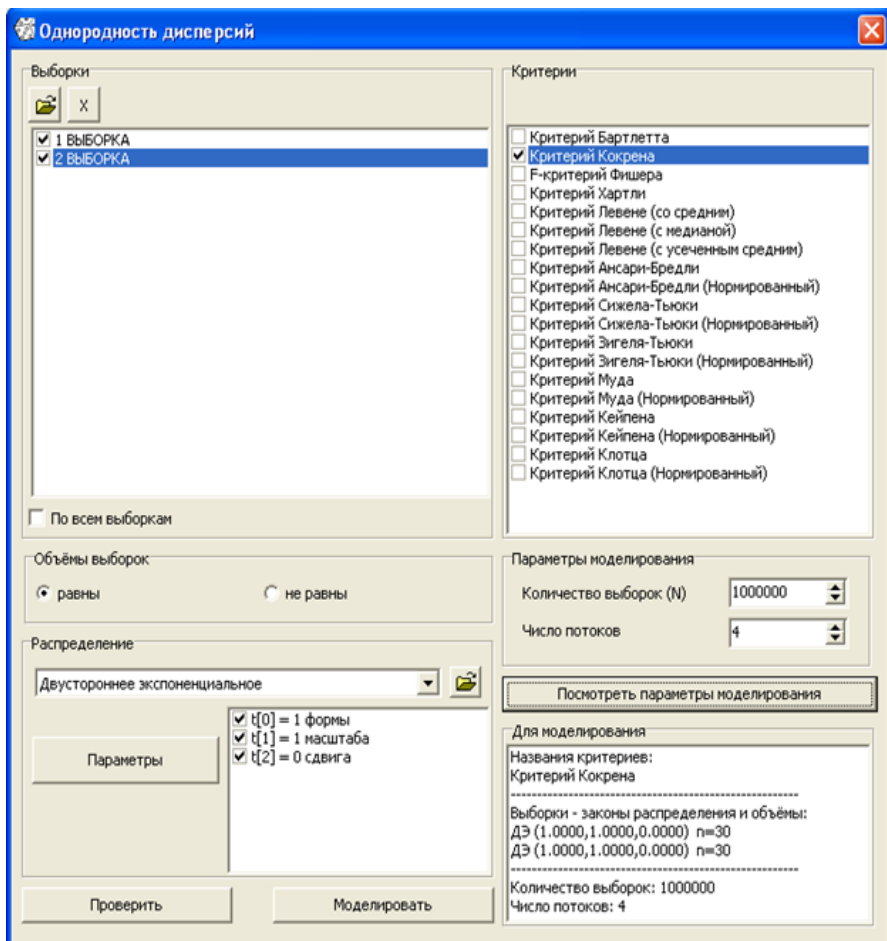 Однородность дисперсий
Выборки
X
1 ВЫБОРКА
2 ВЫБОРКА
По всем выборкам
Критерии
Критерий Бартлетта
Критерий Кокрена
F-критерий Фишера
Критерий Хартли
Критерий Левене (со средним)
Критерий Левене (с медианой)
Критерий Левене (с усеченным средним)
Критерий Ансари-Бредли
Критерий Ансари-Бредли (Нормированный)
Критерий Сижела-Тьюки
Критерий Сижела-Тьюки (Нормированный)
Критерий Зигеля-Тьюки
Критерий Зигеля-Тьюки (Нормированный)
Критерий Муда
Критерий Муда (Нормированный)
Критерий Кейпена
Критерий Кейпена (Нормированный)
Критерий Клотца
Критерий Клотца (Нормированный)
Объёмы выборок
равны
не равны
Параметры моделирования
Количество выборок (N)
1000000
Число потоков
4
Распределение
Двустороннее экспоненциальное
Параметры
t[0] = 1 формы
t[1] = 1 масштаба
t[2] = 0 сдвига
Проверить
Моделировать
Посмотреть параметры моделирования
Для моделирования
Названия критериев:
Критерий Кокрена
-------------------------------------------------------
Выборки - законы распределения и объёмы:
ДЭ (1.0000,1.0000,0.0000) n=30
ДЭ (1.0000,1.0000,0.0000) n=30
-------------------------------------------------------
Количество выборок: 1000000
Число потоков: 4